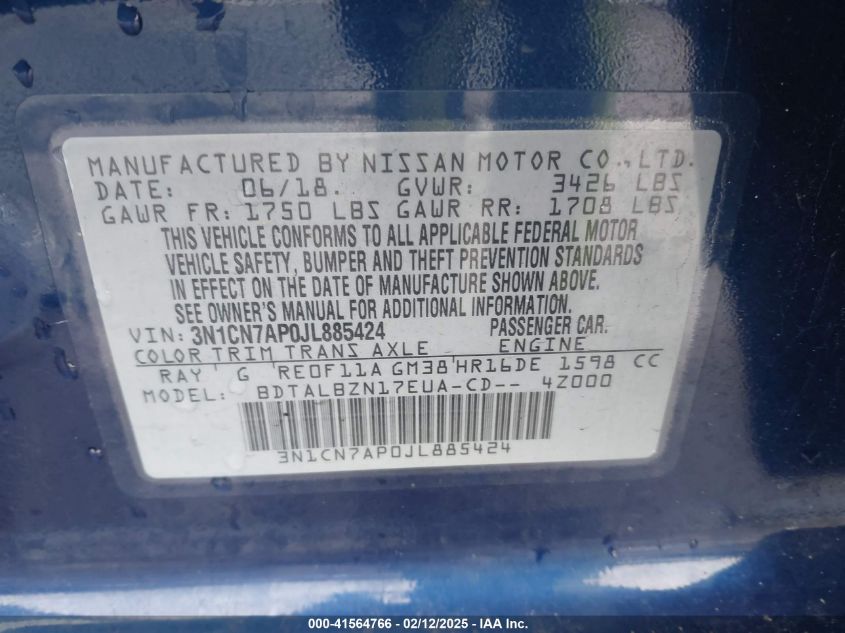 MANUFACTURED BY NISSAN MOTOR CO., LTD.
DATE: 06/18. GVWR: 3426 LBS
GAWR FR: 1750 LBS GAWR RR: 1708 LBS
THIS VEHICLE CONFORMS TO ALL APPLICABLE FEDERAL MOTOR
VEHICLE SAFETY, BUMPER AND THEFT PREVENTION STANDARDS
IN EFFECT ON THE DATE OF MANUFACTURE SHOWN ABOVE.
SEE OWNER'S MANUAL FOR ADDITIONAL INFORMATION.
VIN: 3N1CN7AP0JL885424 PASSENGER CAR.
COLOR TRIM TRANS AXLE ENGINE
RAY G RE0F11A GM38 HR16DE 1598 CC
MODEL: BDTALBZN17EUA-CD-- 4Z000
3N1CN7AP0JL885424
000-41564766 - 02/12/2025 - IAA Inc.